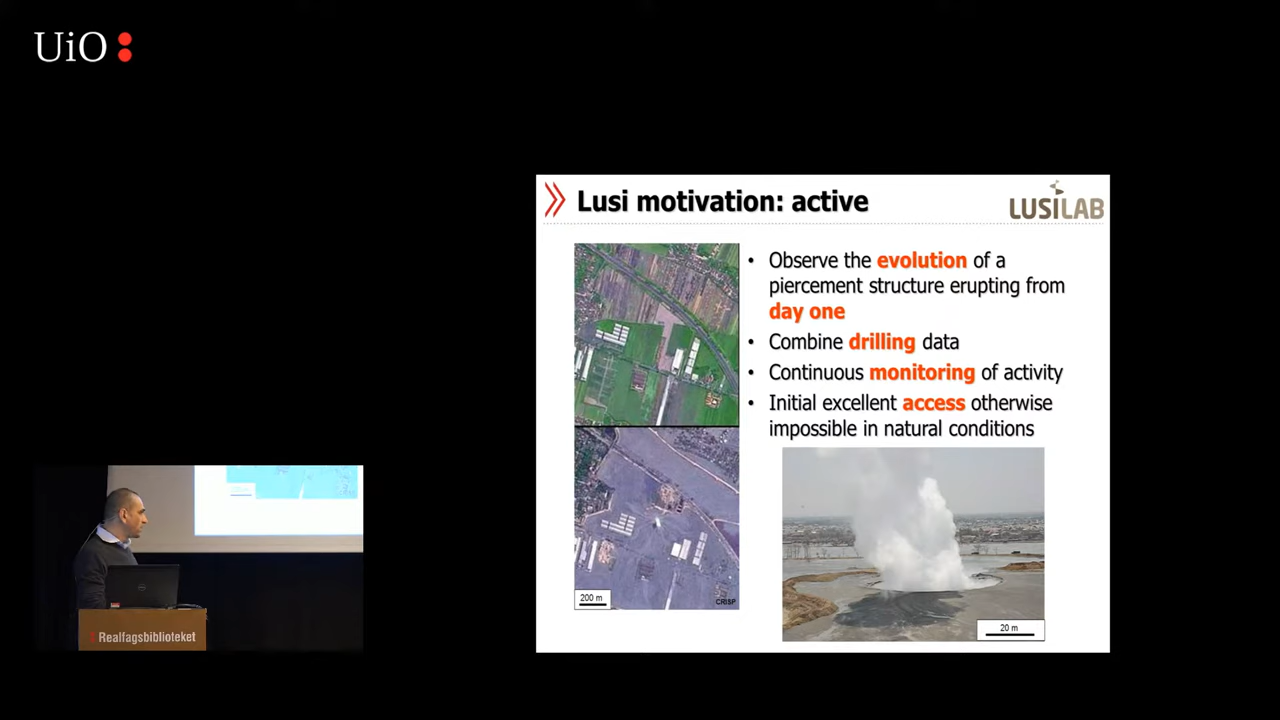 UiO:
Lusi motivation: active
LUSILAB
• Observe the evolution of a
piercement structure erupting from
day one
• Combine drilling data
• Continuous monitoring of activity
• Initial excellent access otherwise
impossible in natural conditions
200 m
CRISP
20 m
Realfagsbiblioteket